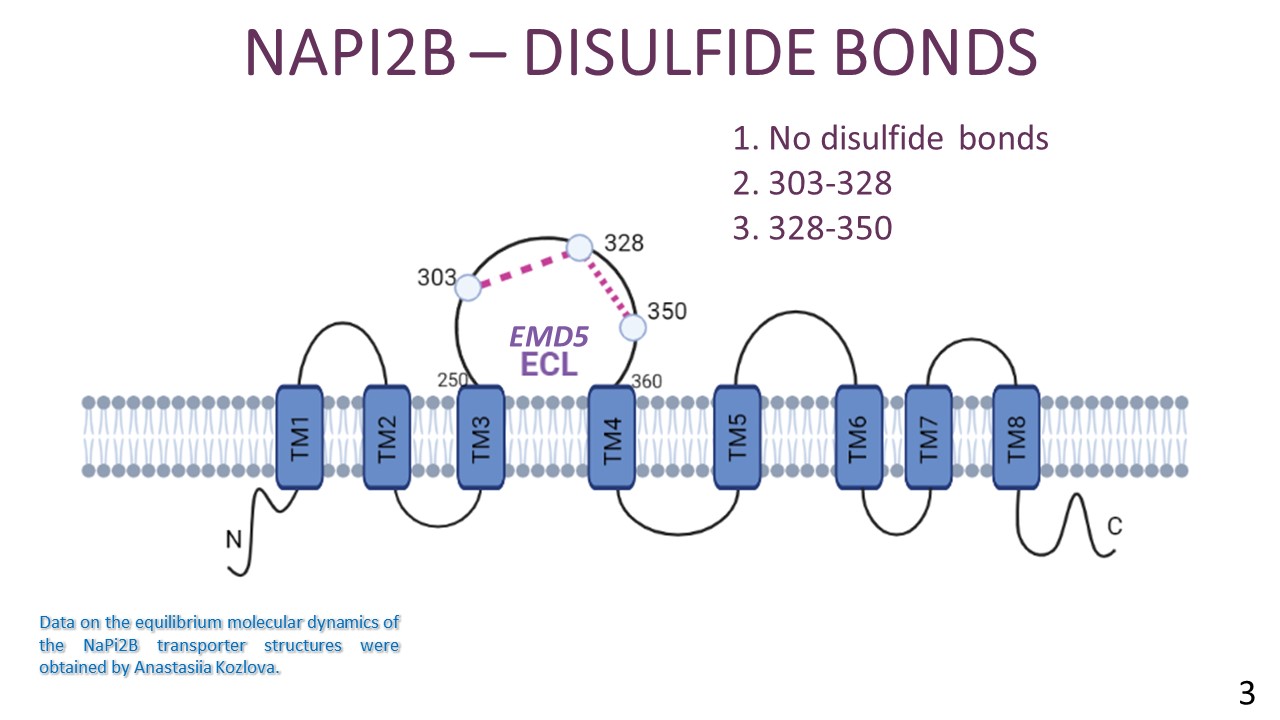 NAPI2B – DISULFIDE BONDS
1. No disulfide bonds
2. 303-328
3. 328-350
328
303
350
EMD5
ECL
250
360
TM1
TM2
TM3
TM4
TM5
TM6
TM7
TM8
N
C
Data on the equilibrium molecular dynamics of
the NaPi2B transporter structures were
obtained by Anastasiia Kozlova.
3